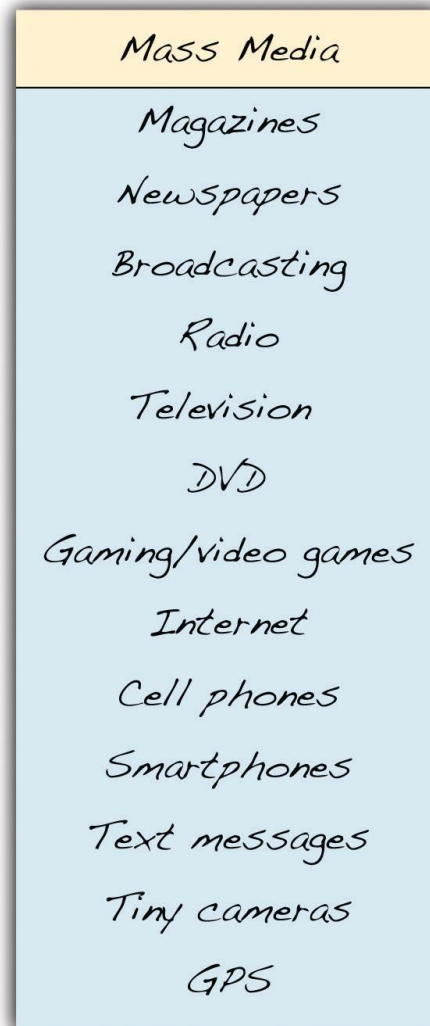 Mass Media
Magazines
Newspapers
Broadcasting
Radio
Television
DVD
Gaming/video games
Internet
Cell phones
Smartphones
Text messages
Tiny cameras
GPS